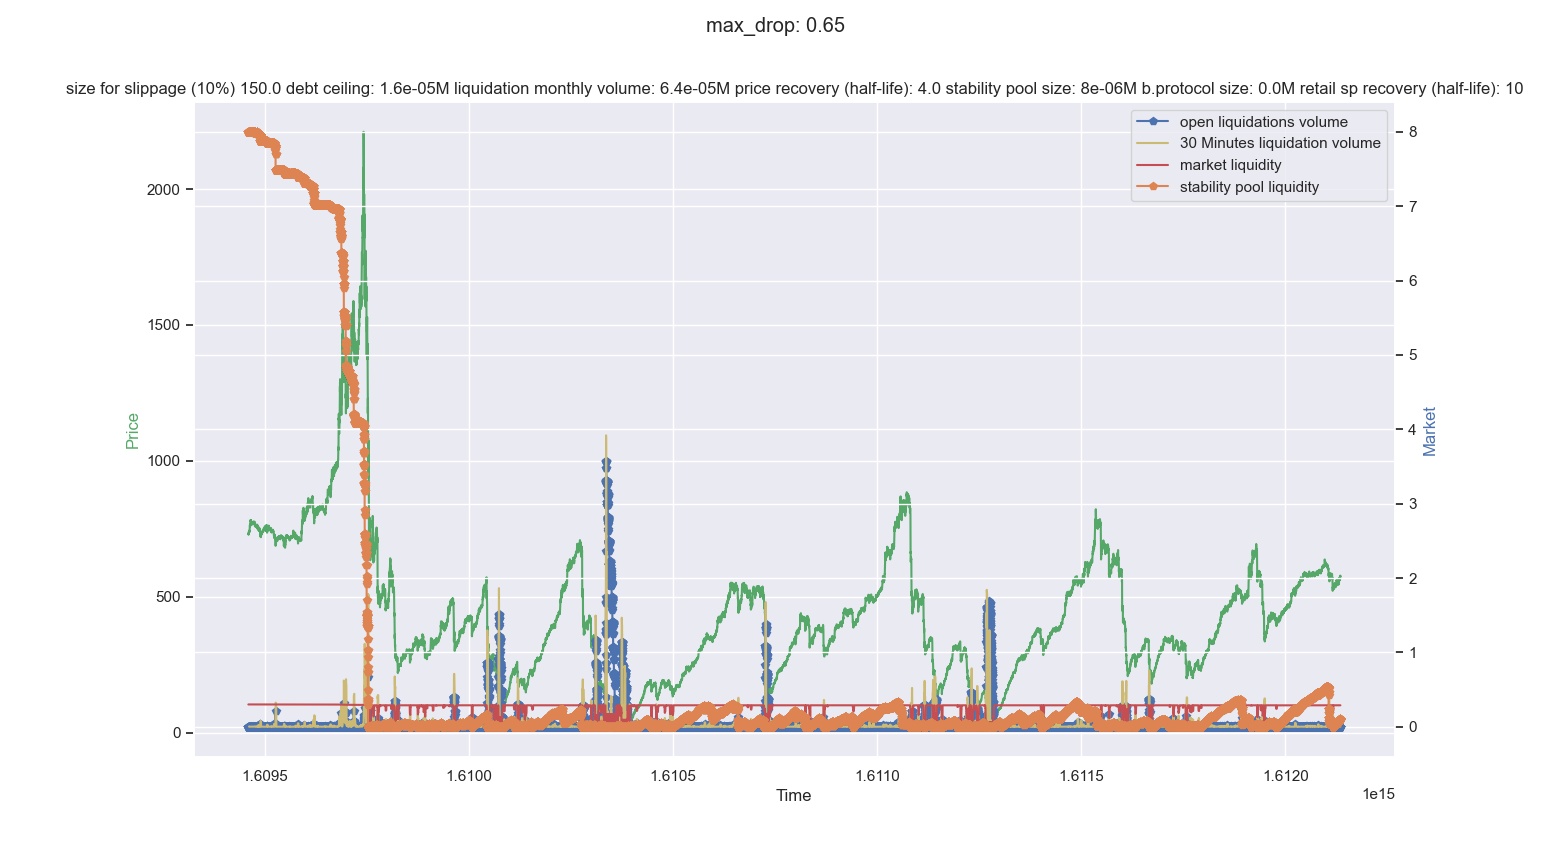 max_drop: 0.65
size for slippage (10%) 150.0 debt ceiling: 1.6e-05M liquidation monthly volume: 6.4e-05M price recovery (half-life): 4.0 stability pool size: 8e-06M b.protocol size: 0.0M retail sp recovery (half-life): 10
open liquidations volume
30 Minutes liquidation volume
market liquidity
stability pool liquidity
Price
2000
1500
1000
500
0
Market
8
7
6
5
4
3
2
1
0
1.6095 1.6100 1.6105 1.6110 1.6115 1.6120
Time
1e15